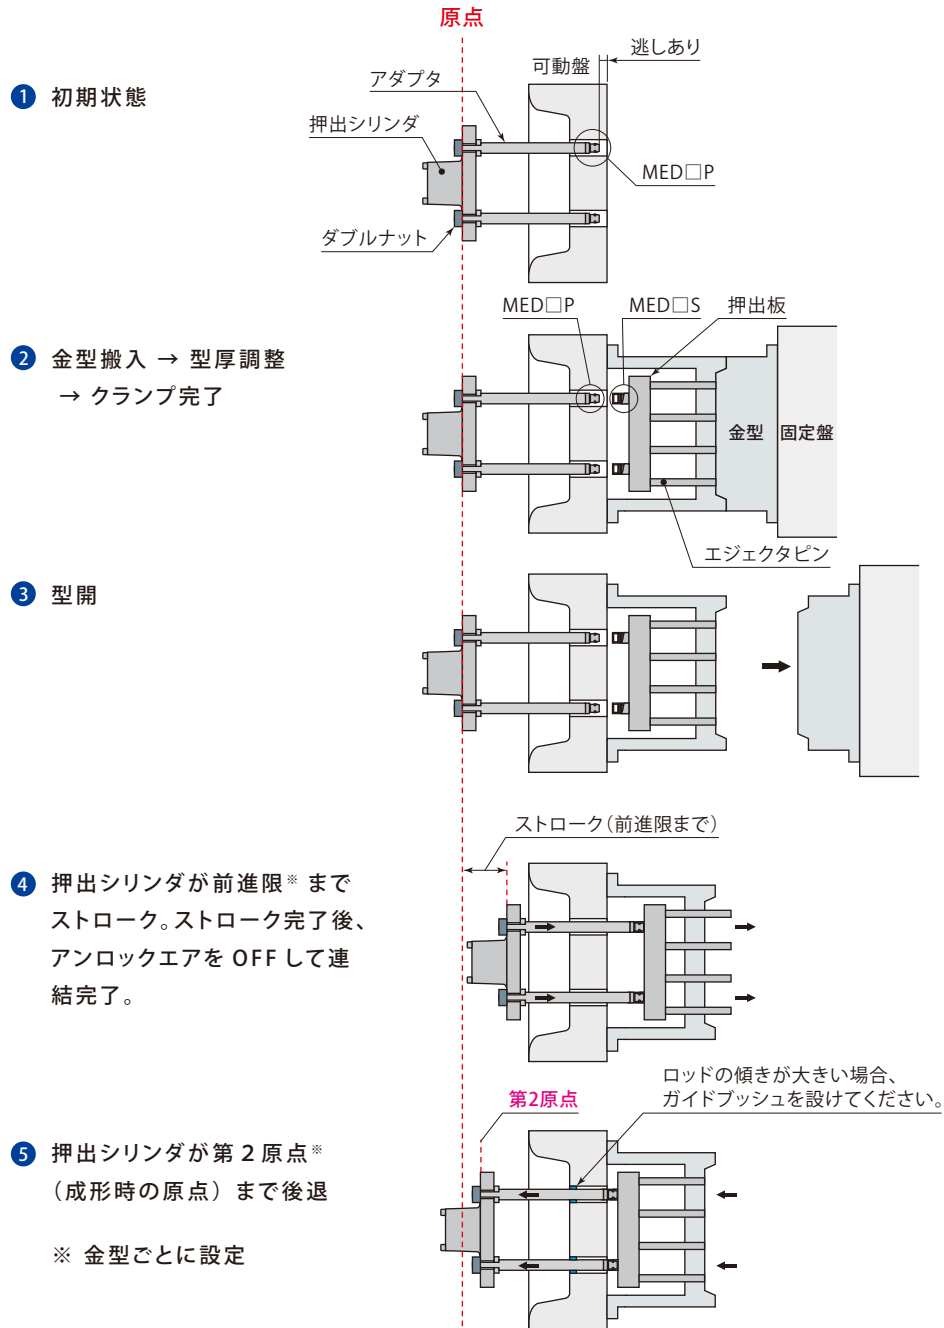 原点
逃しあり
可動盤
アダプタ
❶ 初期状態
押出シリンダ
MED□P
ダブルナット
MED□P
MED□S
押出板
❷ 金型搬入 → 型厚調整
→ クランプ完了
金型
固定盤
エジェクタピン
❸ 型開
ストローク（前進限まで）
❹ 押出シリンダが前進限※ まで
ストローク。ストローク完了後、
アンロックエアを OFF して連
結完了。
ロッドの傾きが大きい場合、
ガイドブッシュを設けてください。
第2原点
❺ 押出シリンダが第 2 原点※
（成形時の原点）まで後退
※ 金型ごとに設定